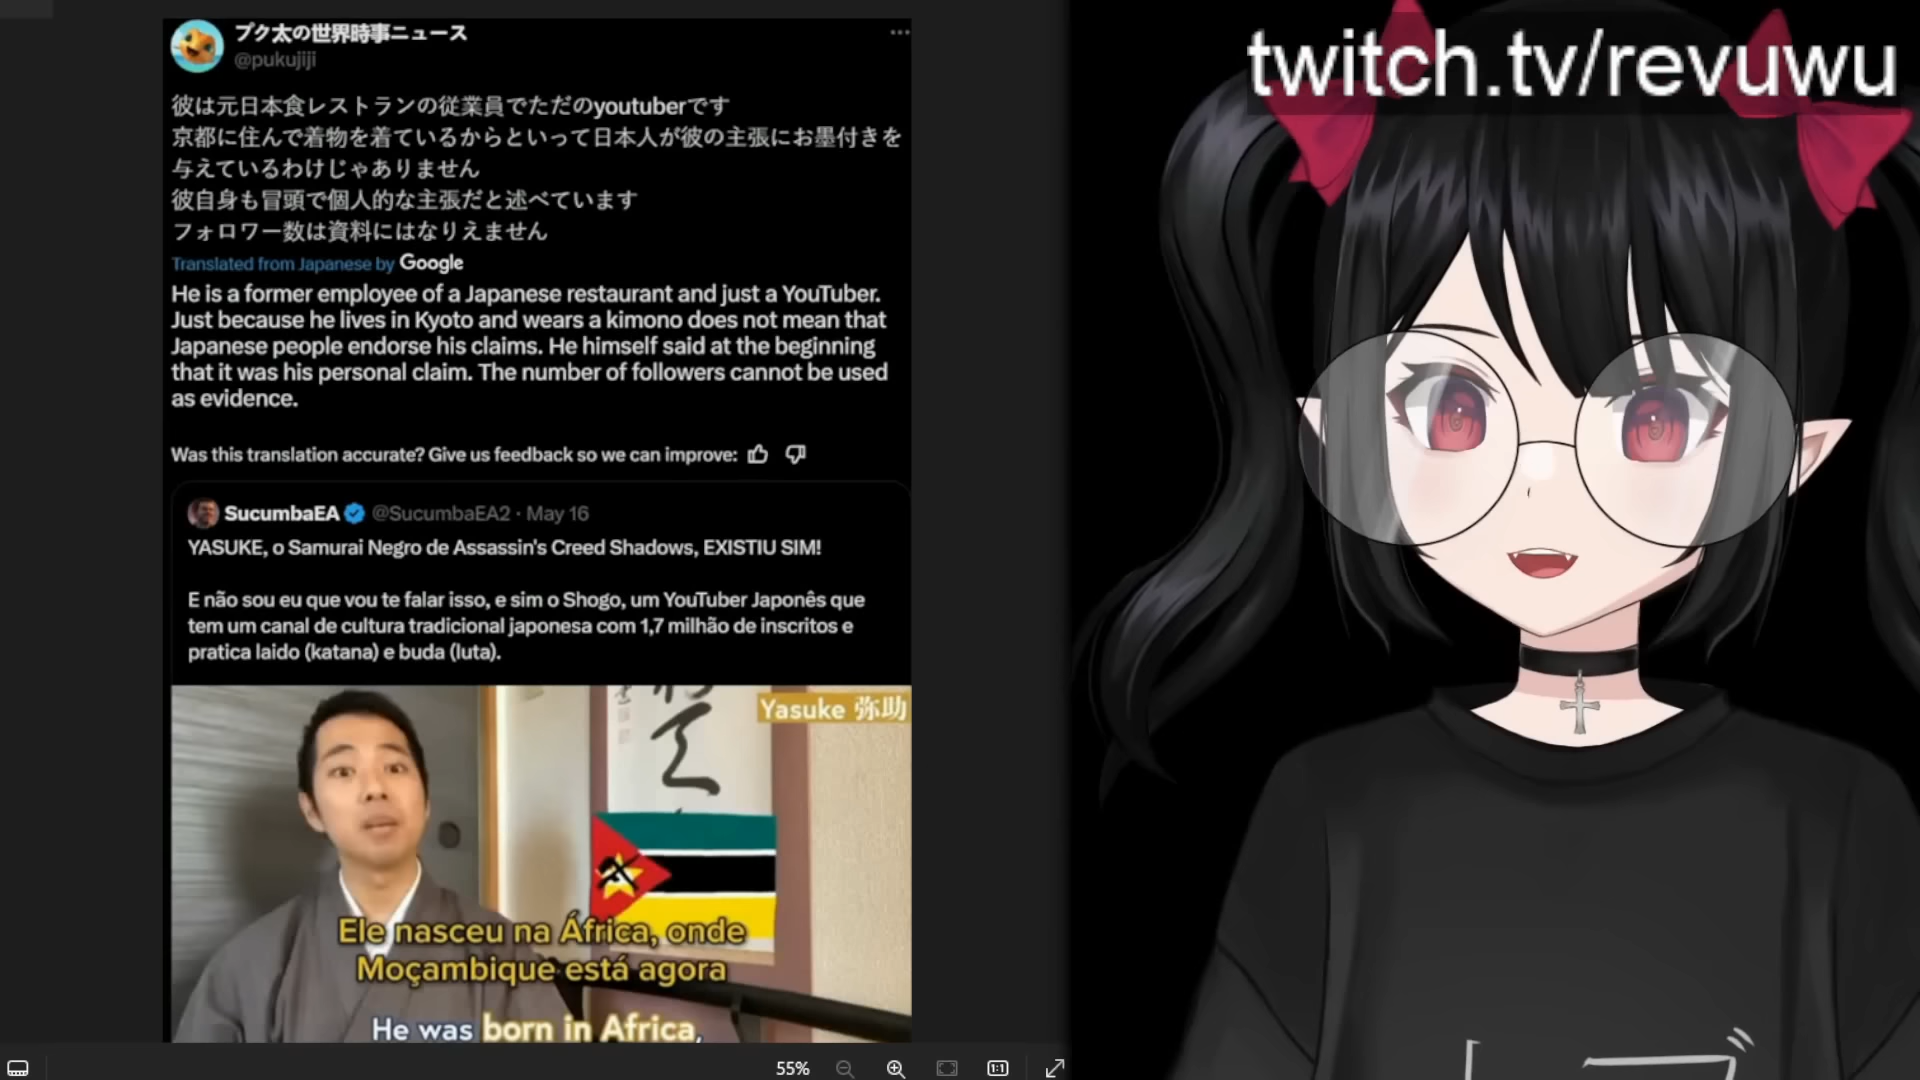 プク太の世界時事ニュース
@pukujiji
彼は元日本食レストランの従業員でただのyoutuberです
京都に住んで着物を着ているからといって日本人が彼の主張にお墨付きを
与えているわけじゃありません
彼自身も冒頭で個人的な主張だと述べています
フォロワー数は資料にはなりえません
Translated from Japanese by Google
He is a former employee of a Japanese restaurant and just a YouTuber.
Just because he lives in Kyoto and wears a kimono does not mean that
Japanese people endorse his claims. He himself said at the beginning
that it was his personal claim. The number of followers cannot be used
as evidence.
Was this translation accurate? Give us feedback so we can improve:
SucumbaEA @SucumbaEA2 · May 16
YASUKE, o Samurai Negro de Assassin's Creed Shadows, EXISTIU SIM!
E não sou eu que vou te falar isso, e sim o Shogo, um YouTuber Japonês que
tem um canal de cultura tradicional japonesa com 1,7 milhão de inscritos e
pratica laido (katana) e buda (luta).
Yasuke 弥助
Ele nasceu na África, onde
Moçambique está agora
He was born in Africa,
55%
1:1
twitch.tv/revuwu